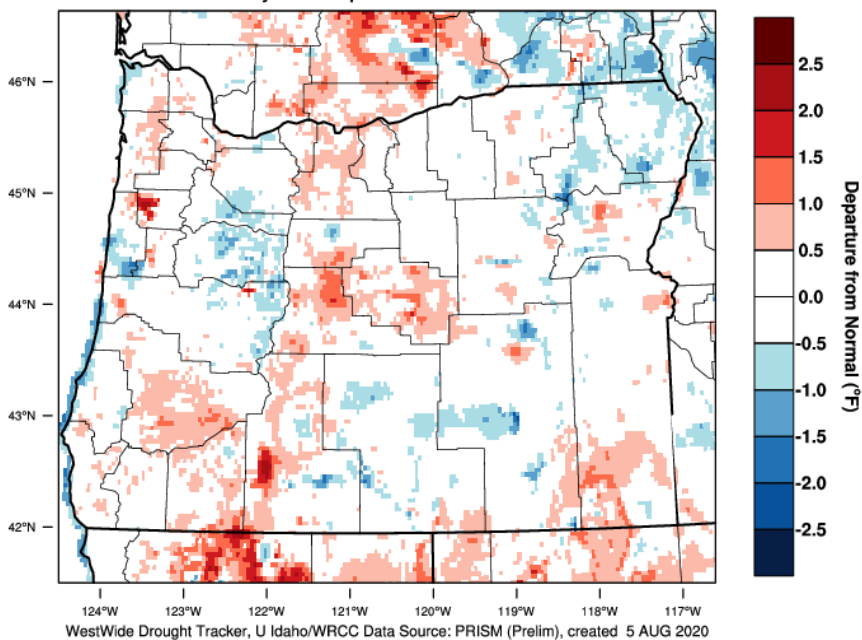 46°N
45°N
44°N
43°N
42°N
124°W 123°W 122°W 121°W 120°W 119°W 118°W 117°W
2.5
2.0
1.5
1.0
0.5
0.0
-0.5
-1.0
-1.5
-2.0
-2.5
Departure from Normal (°F)
WestWide Drought Tracker, U Idaho/WRCC Data Source: PRISM (Prelim), created 5 AUG 2020